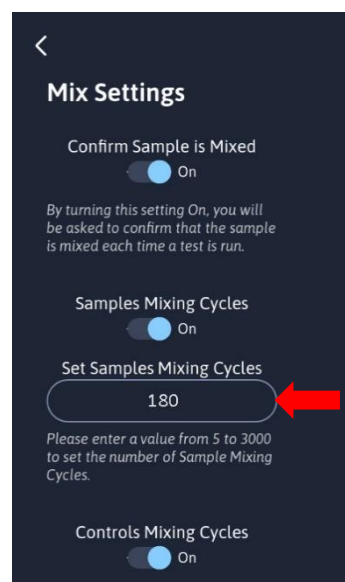 Mix Settings
Confirm Sample is Mixed
On
By turning this setting On, you will
be asked to confirm that the sample
is mixed each time a test is run.
Samples Mixing Cycles
On
Set Samples Mixing Cycles
180
Please enter a value from 5 to 3000
to set the number of Sample Mixing
Cycles.
Controls Mixing Cycles
On